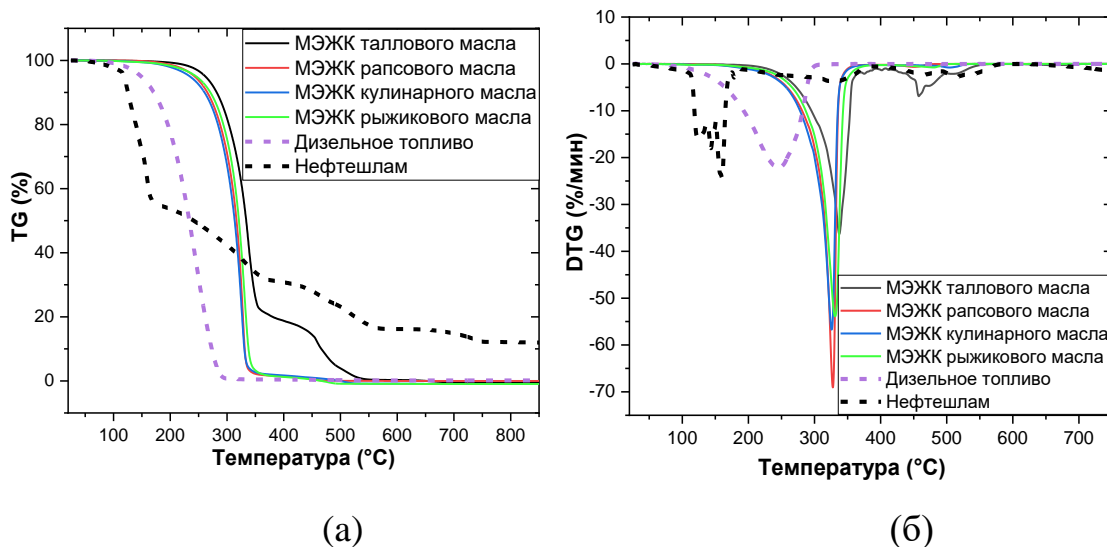 TG (%)
100
80
60
40
20
0
МЭЖК таллового масла
МЭЖК рапсового масла
МЭЖК кулинарного масла
МЭЖК рыжикового масла
Дизельное топливо
Нефтешлам
100 200 300 400 500 600 700 800
Температура (°C)
(а)
DTG (%/мин)
0
-10
-20
-30
-40
-50
-60
-70
МЭЖК таллового масла
МЭЖК рапсового масла
МЭЖК кулинарного масла
МЭЖК рыжикового масла
Дизельное топливо
Нефтешлам
100 200 300 400 500 600 700
Температура (°C)
(б)